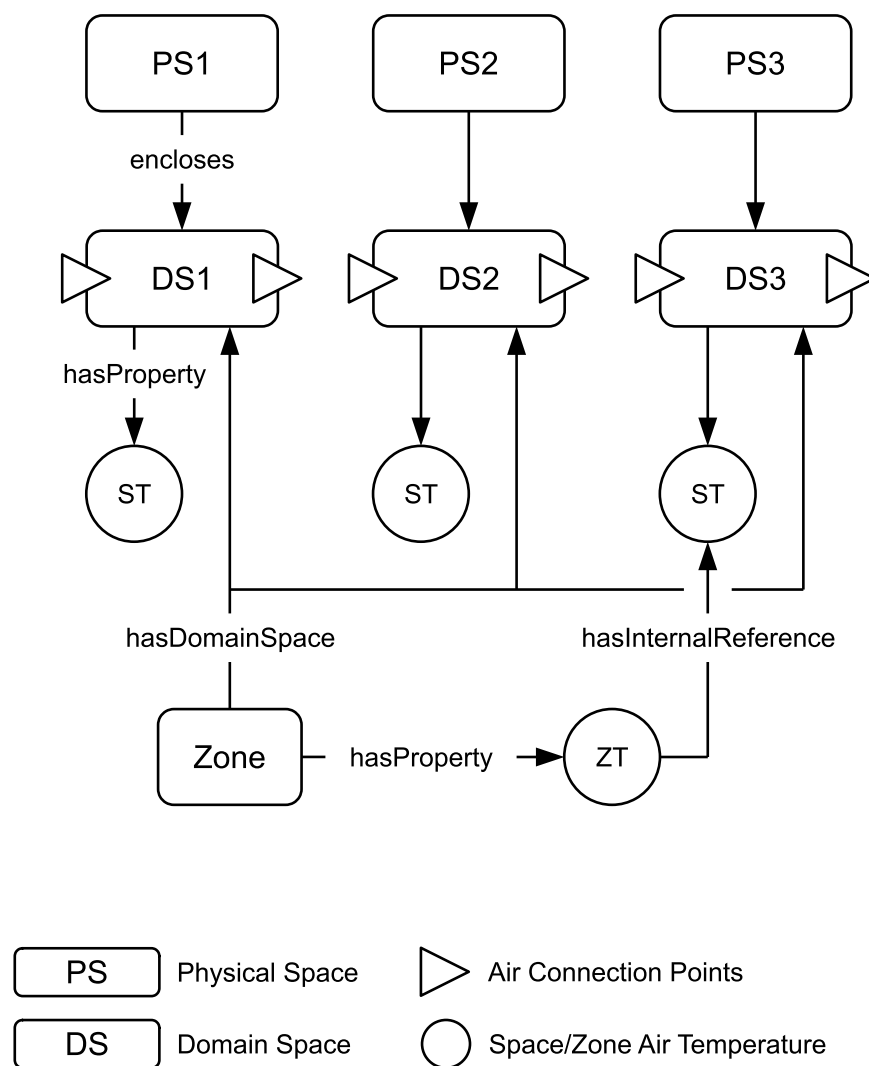 PS1 PS2 PS3
encloses
DS1 DS2 DS3
hasProperty
ST ST ST
hasDomainSpace hasInternalReference
Zone hasProperty ZT
PS Physical Space Air Connection Points
DS Domain Space Space/Zone Air Temperature